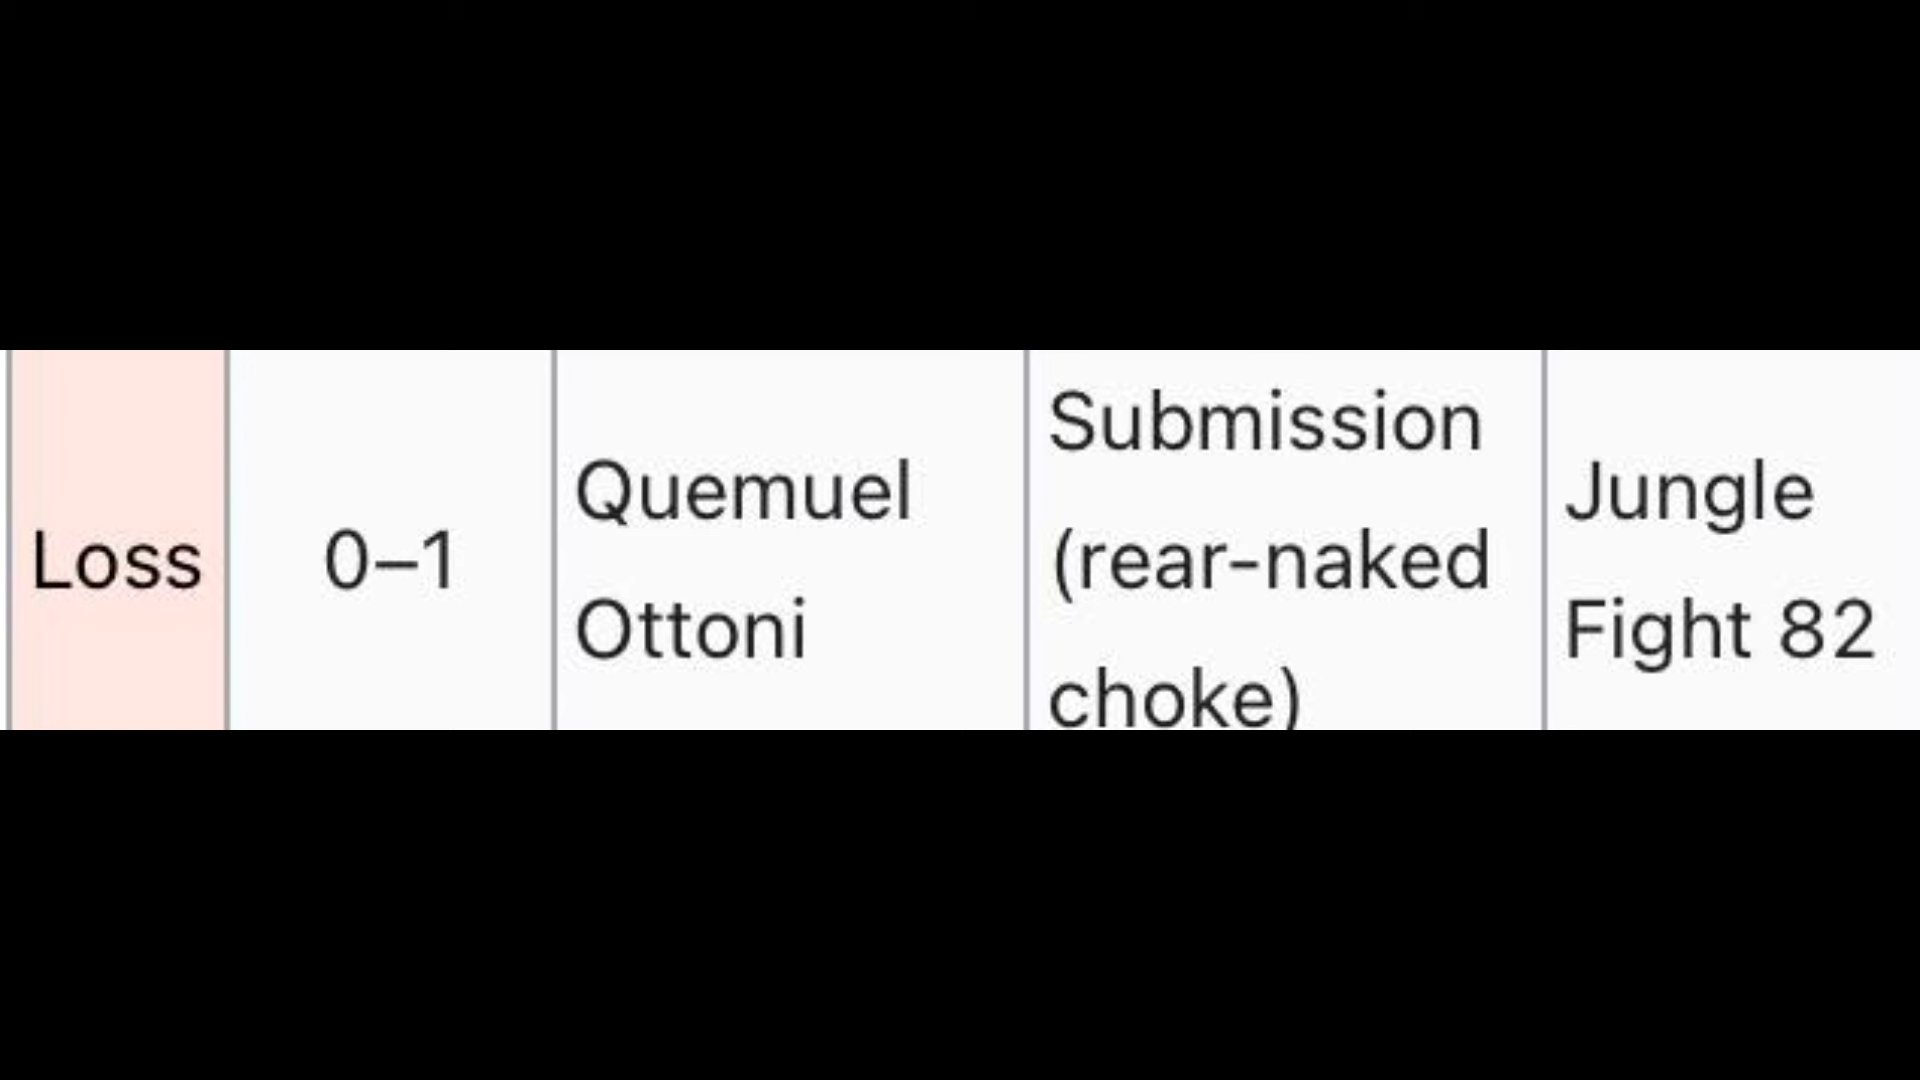 Loss
0–1
Quemuel
Ottoni
Submission
(rear-naked
choke)
Jungle
Fight 82